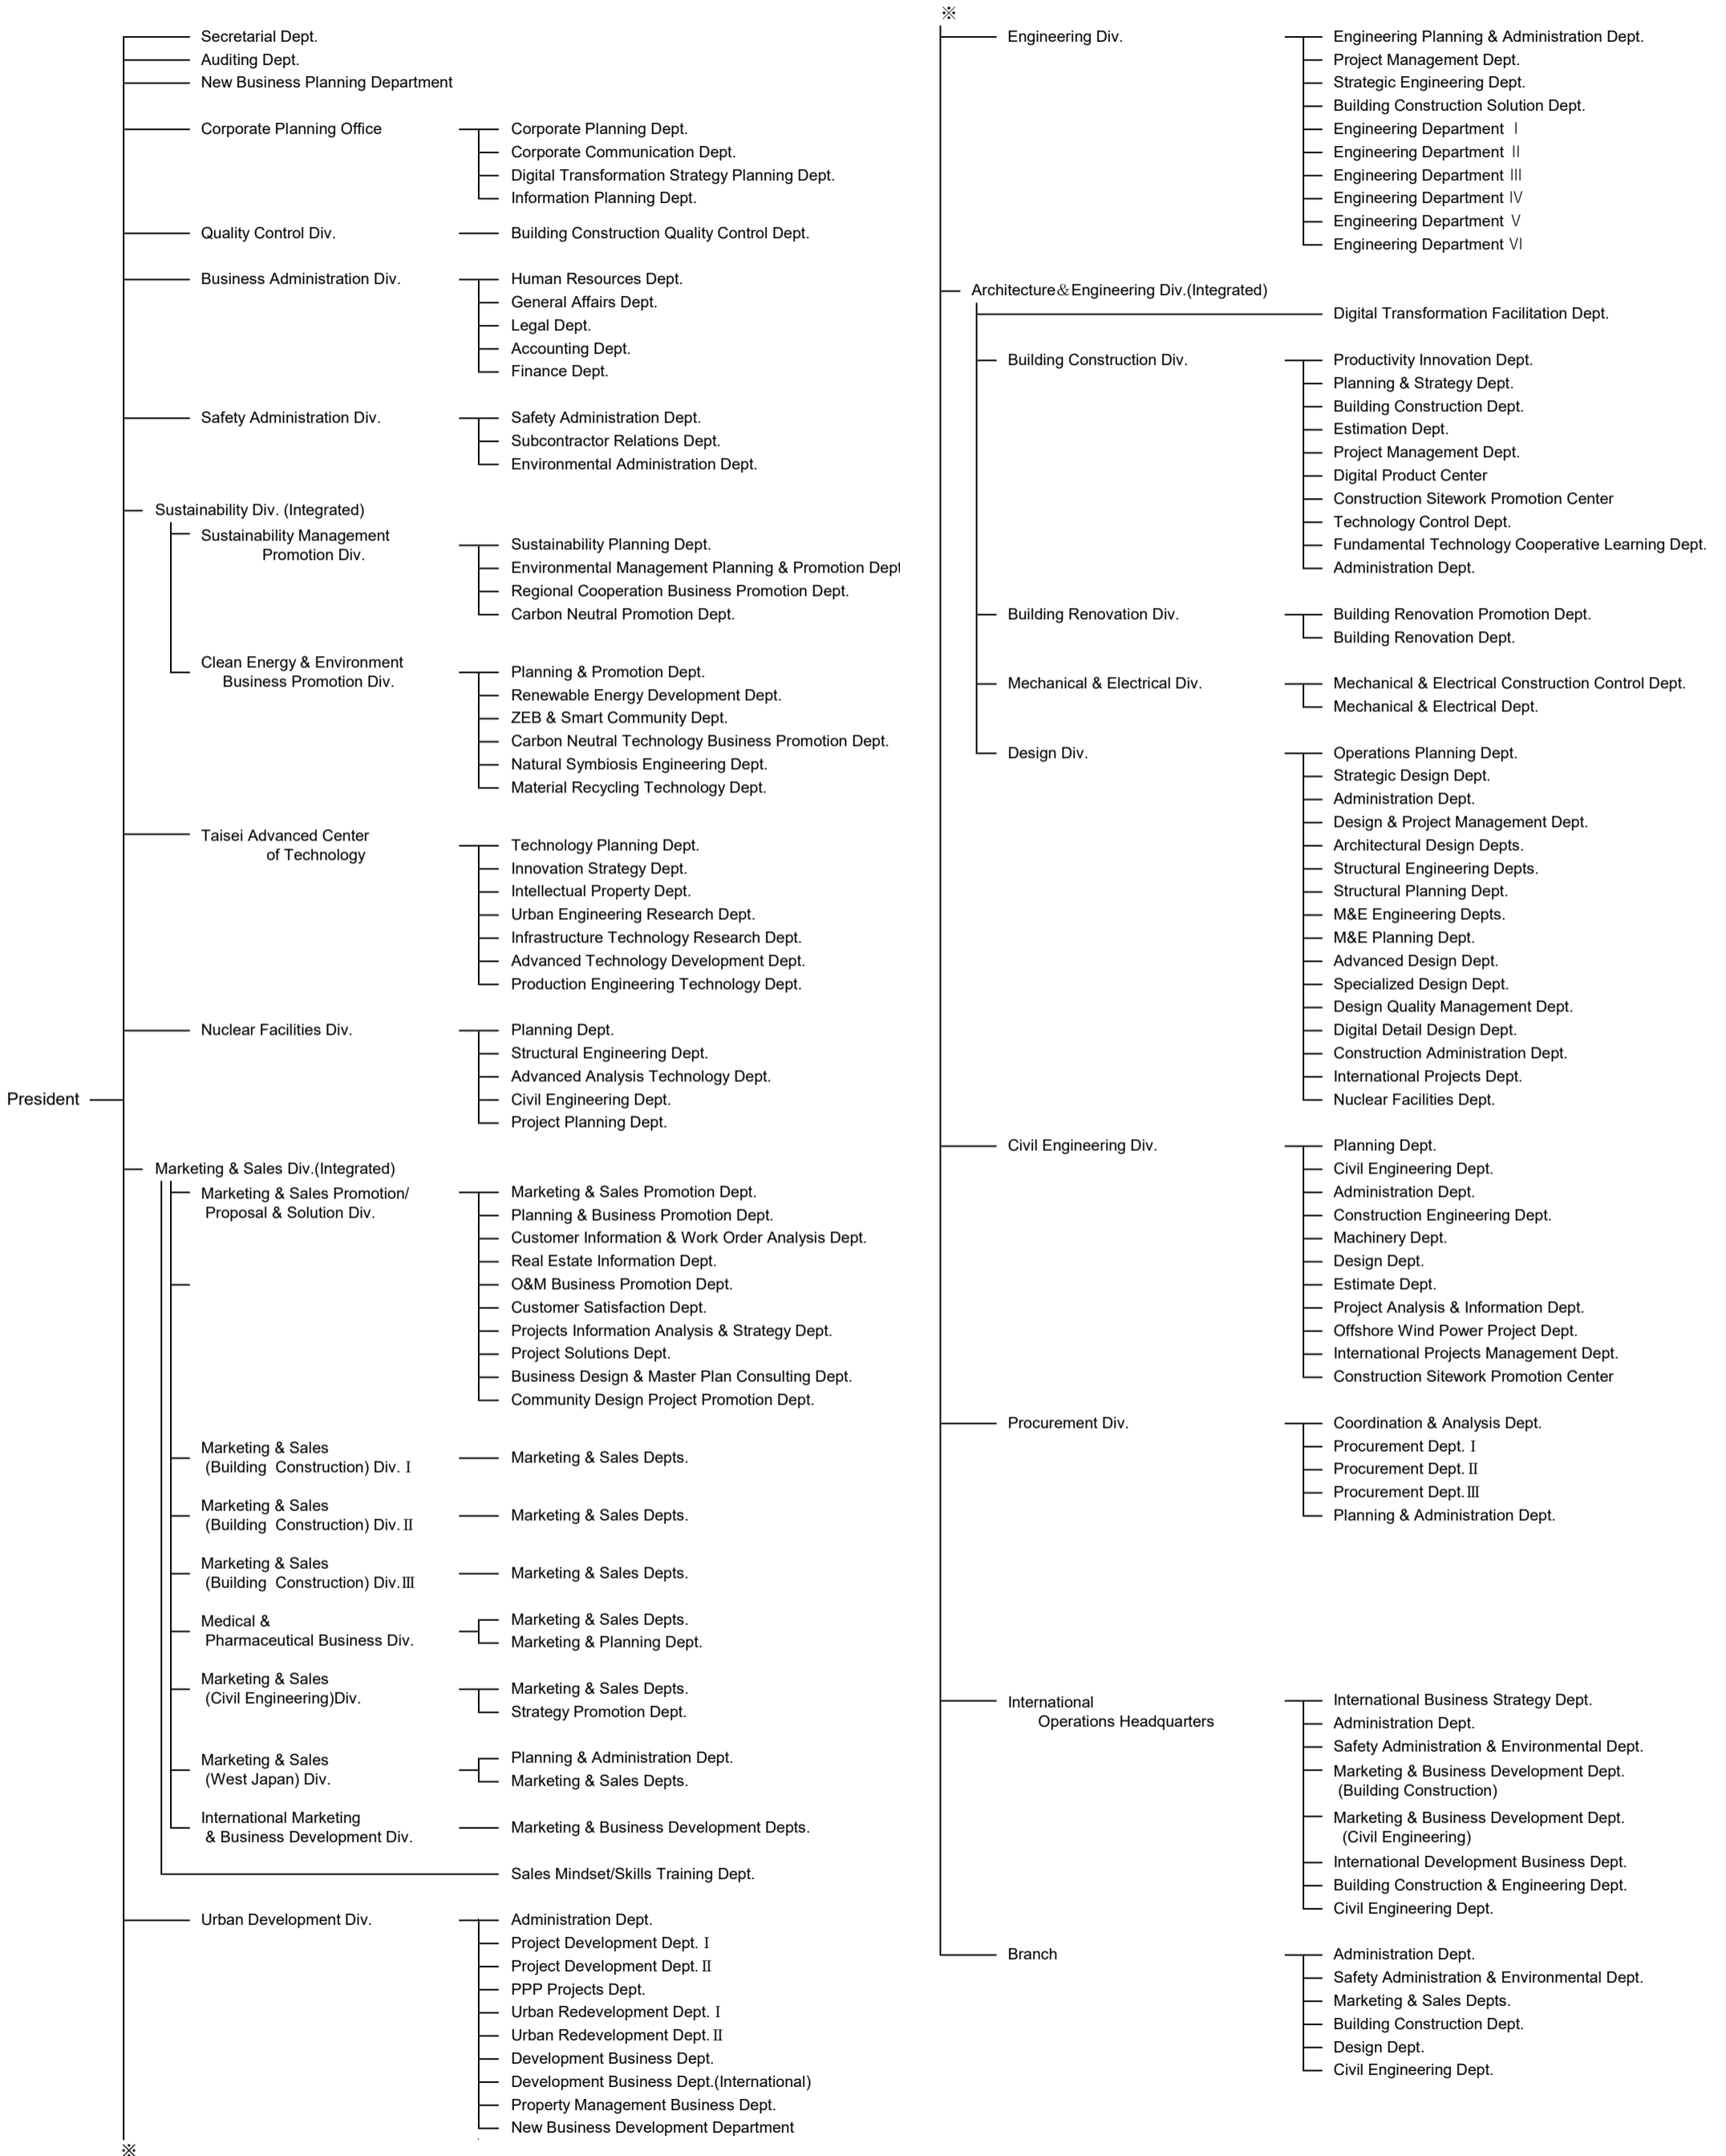 President
Secretarial Dept.
Auditing Dept.
New Business Planning Department
Corporate Planning Office
Corporate Planning Dept.
Corporate Communication Dept.
Digital Transformation Strategy Planning Dept.
Information Planning Dept.
Quality Control Div.
Building Construction Quality Control Dept.
Business Administration Div.
Human Resources Dept.
General Affairs Dept.
Legal Dept.
Accounting Dept.
Finance Dept.
Safety Administration Div.
Safety Administration Dept.
Subcontractor Relations Dept.
Environmental Administration Dept.
Sustainability Div. (Integrated)
Sustainability Management
Promotion Div.
Sustainability Planning Dept.
Environmental Management Planning & Promotion Dept
Regional Cooperation Business Promotion Dept.
Carbon Neutral Promotion Dept.
Clean Energy & Environment
Business Promotion Div.
Planning & Promotion Dept.
Renewable Energy Development Dept.
ZEB & Smart Community Dept.
Carbon Neutral Technology Business Promotion Dept.
Natural Symbiosis Engineering Dept.
Material Recycling Technology Dept.
Taisei Advanced Center
of Technology
Technology Planning Dept.
Innovation Strategy Dept.
Intellectual Property Dept.
Urban Engineering Research Dept.
Infrastructure Technology Research Dept.
Advanced Technology Development Dept.
Production Engineering Technology Dept.
Nuclear Facilities Div.
Planning Dept.
Structural Engineering Dept.
Advanced Analysis Technology Dept.
Civil Engineering Dept.
Project Planning Dept.
Marketing & Sales Div.(Integrated)
Marketing & Sales Promotion/
Proposal & Solution Div.
Marketing & Sales Promotion Dept.
Planning & Business Promotion Dept.
Customer Information & Work Order Analysis Dept.
Real Estate Information Dept.
O&M Business Promotion Dept.
Customer Satisfaction Dept.
Projects Information Analysis & Strategy Dept.
Project Solutions Dept.
Business Design & Master Plan Consulting Dept.
Community Design Project Promotion Dept.
Marketing & Sales
(Building Construction) Div. Ⅰ
Marketing & Sales Depts.
Marketing & Sales
(Building Construction) Div. Ⅱ
Marketing & Sales Depts.
Marketing & Sales
(Building Construction) Div.Ⅲ
Marketing & Sales Depts.
Medical &
Pharmaceutical Business Div.
Marketing & Sales Depts.
Marketing & Planning Dept.
Marketing & Sales
(Civil Engineering)Div.
Marketing & Sales Depts.
Strategy Promotion Dept.
Marketing & Sales
(West Japan) Div.
Planning & Administration Dept.
Marketing & Sales Depts.
International Marketing
& Business Development Div.
Marketing & Business Development Depts.
Sales Mindset/Skills Training Dept.
Urban Development Div.
Administration Dept.
Project Development Dept. Ⅰ
Project Development Dept. Ⅱ
PPP Projects Dept.
Urban Redevelopment Dept. Ⅰ
Urban Redevelopment Dept. Ⅱ
Development Business Dept.
Development Business Dept.(International)
Property Management Business Dept.
New Business Development Department
※
※
Engineering Div.
Engineering Planning & Administration Dept.
Project Management Dept.
Strategic Engineering Dept.
Building Construction Solution Dept.
Engineering Department Ⅰ
Engineering Department Ⅱ
Engineering Department Ⅲ
Engineering Department Ⅳ
Engineering Department Ⅴ
Engineering Department Ⅵ
Architecture＆Engineering Div.(Integrated)
Digital Transformation Facilitation Dept.
Building Construction Div.
Productivity Innovation Dept.
Planning & Strategy Dept.
Building Construction Dept.
Estimation Dept.
Project Management Dept.
Digital Product Center
Construction Sitework Promotion Center
Technology Control Dept.
Fundamental Technology Cooperative Learning Dept.
Administration Dept.
Building Renovation Div.
Building Renovation Promotion Dept.
Building Renovation Dept.
Mechanical & Electrical Div.
Mechanical & Electrical Construction Control Dept.
Mechanical & Electrical Dept.
Design Div.
Operations Planning Dept.
Strategic Design Dept.
Administration Dept.
Design & Project Management Dept.
Architectural Design Depts.
Structural Engineering Depts.
Structural Planning Dept.
M&E Engineering Depts.
M&E Planning Dept.
Advanced Design Dept.
Specialized Design Dept.
Design Quality Management Dept.
Digital Detail Design Dept.
Construction Administration Dept.
International Projects Dept.
Nuclear Facilities Dept.
Civil Engineering Div.
Planning Dept.
Civil Engineering Dept.
Administration Dept.
Construction Engineering Dept.
Machinery Dept.
Design Dept.
Estimate Dept.
Project Analysis & Information Dept.
Offshore Wind Power Project Dept.
International Projects Management Dept.
Construction Sitework Promotion Center
Procurement Div.
Coordination & Analysis Dept.
Procurement Dept. Ⅰ
Procurement Dept. Ⅱ
Procurement Dept.Ⅲ
Planning & Administration Dept.
International
Operations Headquarters
International Business Strategy Dept.
Administration Dept.
Safety Administration & Environmental Dept.
Marketing & Business Development Dept.
(Building Construction)
Marketing & Business Development Dept.
(Civil Engineering)
International Development Business Dept.
Building Construction & Engineering Dept.
Civil Engineering Dept.
Branch
Administration Dept.
Safety Administration & Environmental Dept.
Marketing & Sales Depts.
Building Construction Dept.
Design Dept.
Civil Engineering Dept.